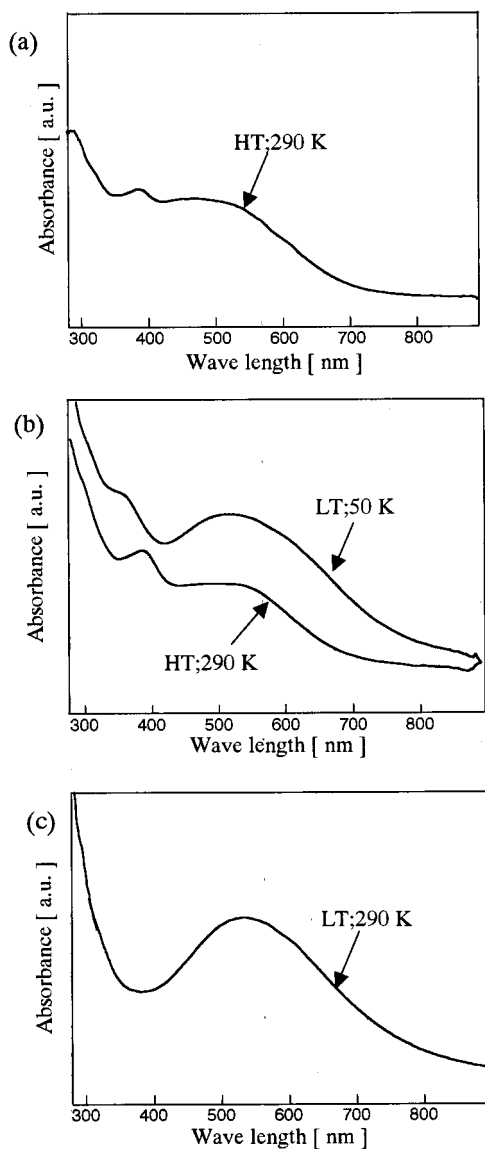 (a)
Absorbance [ a.u. ]
HT;290 K
300 400 500 600 700 800
Wave length [ nm ]
(b)
Absorbance [ a.u. ]
LT;50 K
HT;290 K
300 400 500 600 700 800
Wave length [ nm ]
(c)
Absorbance [ a.u. ]
LT;290 K
300 400 500 600 700 800
Wave length [ nm ]